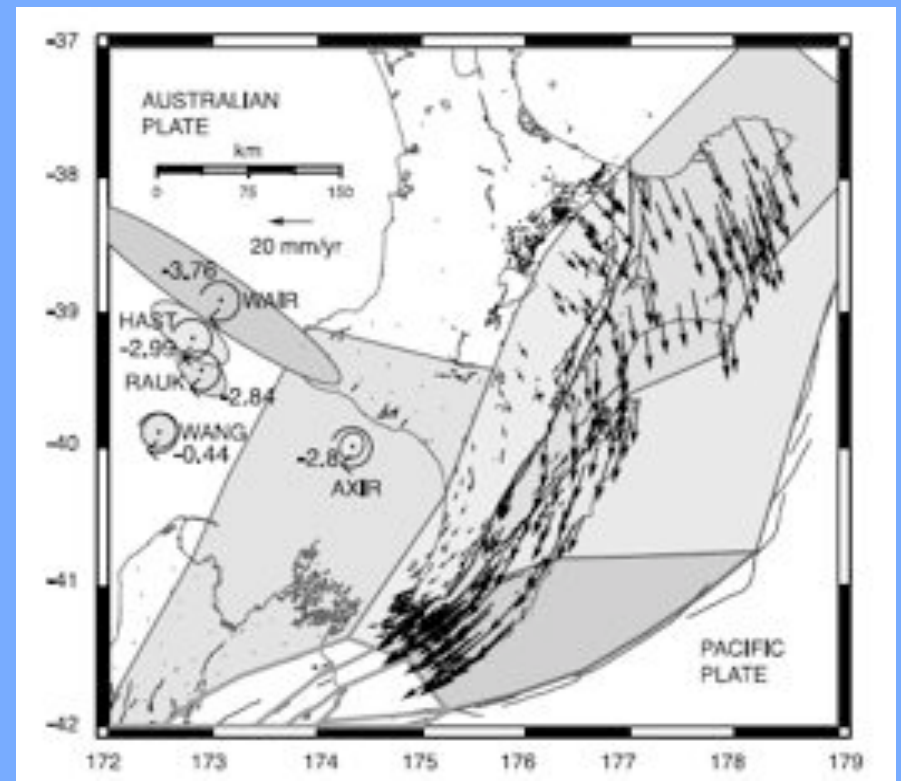 -37
AUSTRALIAN
PLATE
km
0 75 150
-38
20 mm/yr
-3.76
WAIR
-39
HAST
-2.99
RAUK
-2.84
WANG
-0.44
-40
-2.8
AXIR
-41
PACIFIC
PLATE
-42
172 173 174 175 176 177 178 179